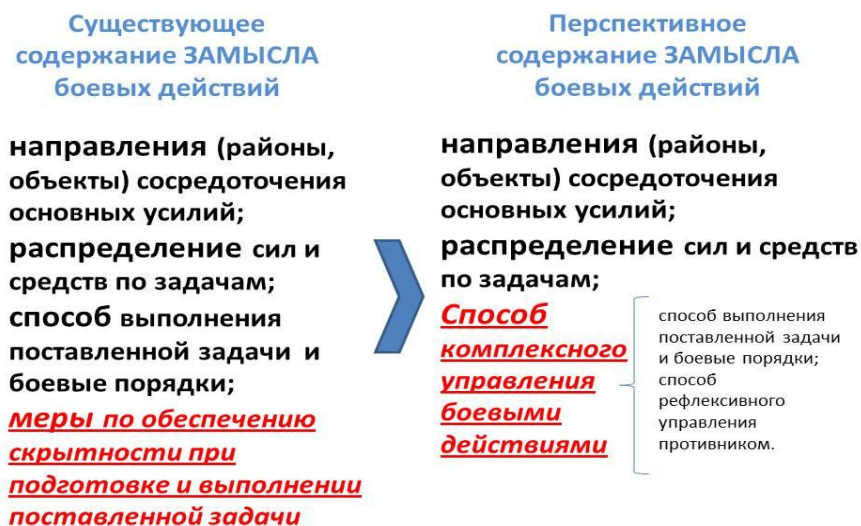 Существующее
содержание ЗАМЫСЛА
боевых действий
направления (районы,
объекты) сосредоточения
основных усилий;
распределение сил и
средств по задачам;
способ выполнения
поставленной задачи и
боевые порядки;
меры по обеспечению
скрытности при
подготовке и выполнении
поставленной задачи
Перспективное
содержание ЗАМЫСЛА
боевых действий
направления (районы,
объекты) сосредоточения
основных усилий;
распределение сил и средств
по задачам;
Способ
комплексного
управления
боевыми
действиями
способ выполнения
поставленной задачи
и боевые порядки;
способ
рефлексивного
управления
противником.